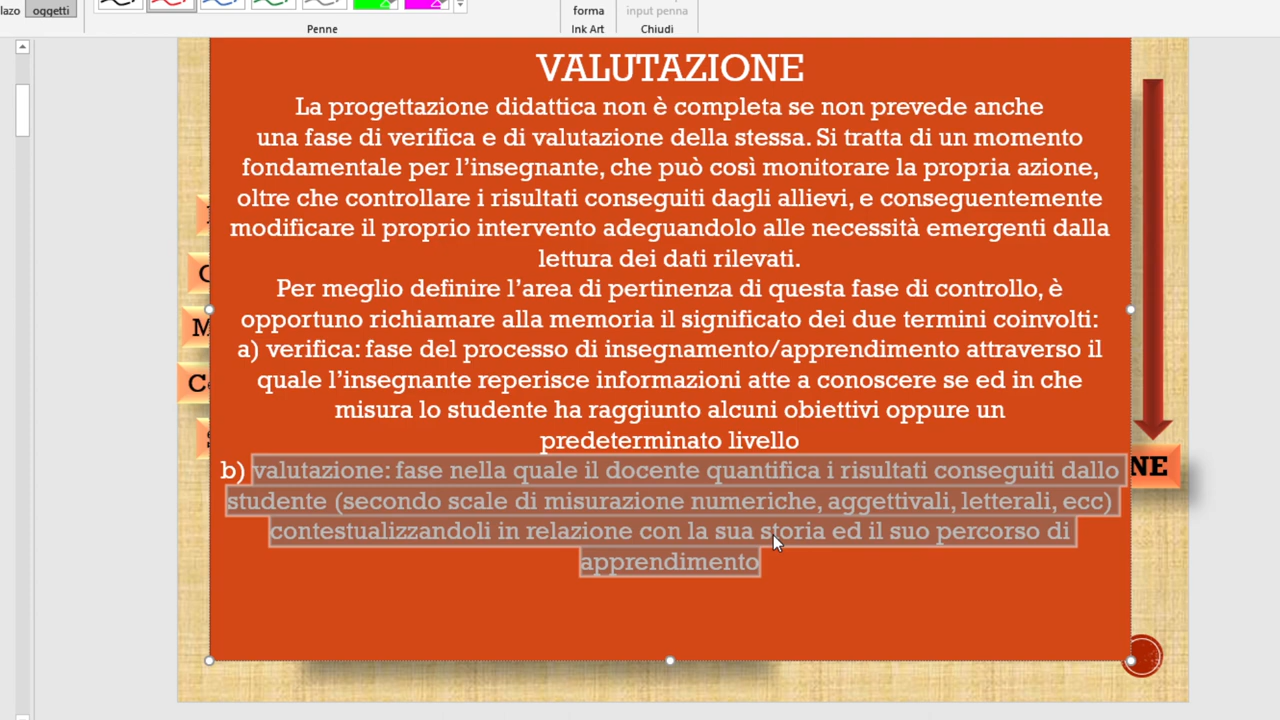 lazo
oggetti
Penne
forma
Ink Art
input penna
Chiudi
VALUTAZIONE
La progettazione didattica non è completa se non prevede anche
una fase di verifica e di valutazione della stessa. Si tratta di un momento
fondamentale per l’insegnante, che può così monitorare la propria azione,
oltre che controllare i risultati conseguiti dagli allievi, e conseguentemente
modificare il proprio intervento adeguandolo alle necessità emergenti dalla
lettura dei dati rilevati.
Per meglio definire l’area di pertinenza di questa fase di controllo, è
opportuno richiamare alla memoria il significato dei due termini coinvolti:
a) verifica: fase del processo di insegnamento/apprendimento attraverso il
quale l’insegnante reperisce informazioni atte a conoscere se ed in che
misura lo studente ha raggiunto alcuni obiettivi oppure un
predeterminato livello
b) valutazione: fase nella quale il docente quantifica i risultati conseguiti dallo
studente (secondo scale di misurazione numeriche, aggettivali, letterali, ecc)
contestualizzandoli in relazione con la sua storia ed il suo percorso di
apprendimento
NE